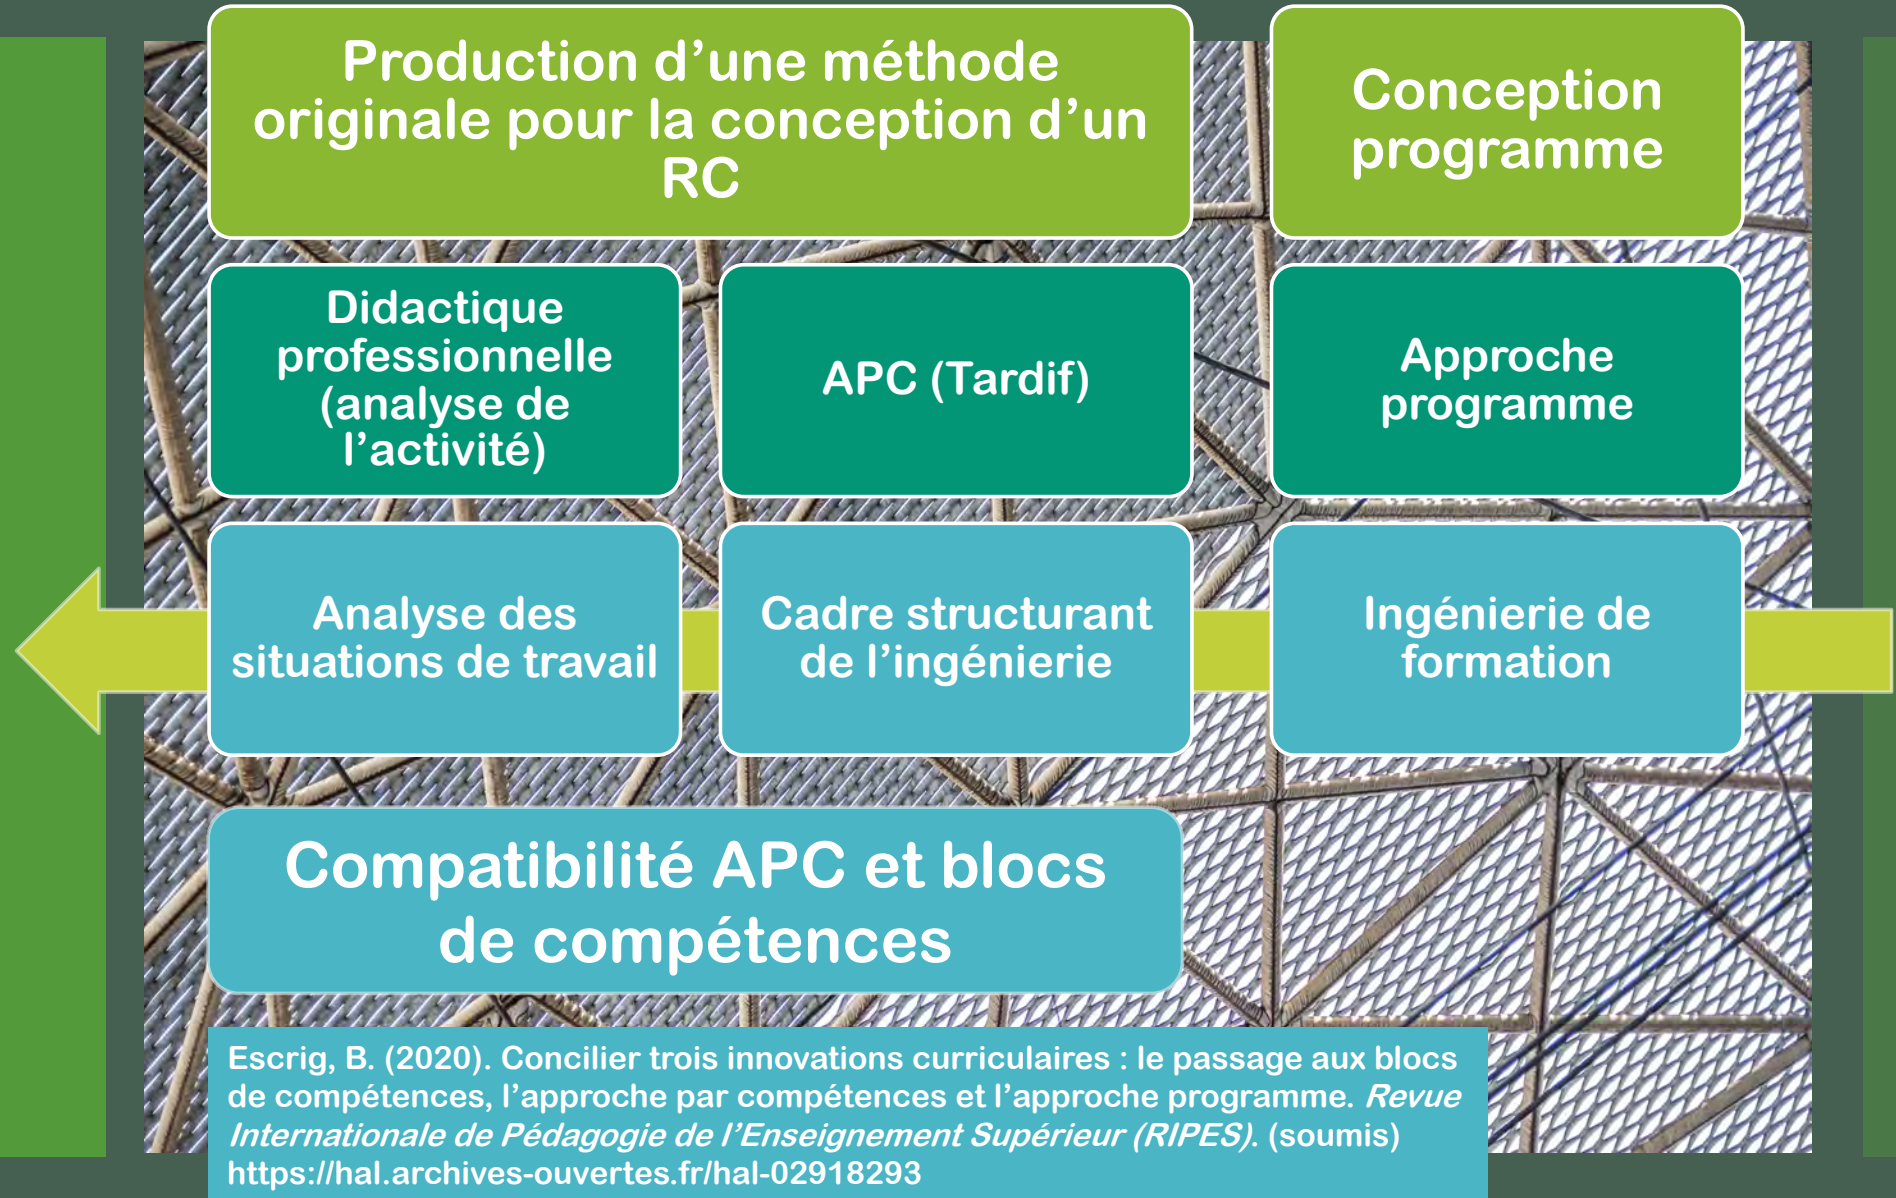 Production d’une méthode
originale pour la conception d’un
RC
Conception
programme
Didactique
professionnelle
(analyse de
l’activité)
APC (Tardif)
Approche
programme
Analyse des
situations de travail
Cadre structurant
de l’ingénierie
Ingénierie de
formation
Compatibilité APC et blocs
de compétences
Escrig, B. (2020). Concilier trois innovations curriculaires : le passage aux blocs
de compétences, l’approche par compétences et l’approche programme. Revue
Internationale de Pédagogie de l’Enseignement Supérieur (RIPES). (soumis)
https://hal.archives-ouvertes.fr/hal-02918293